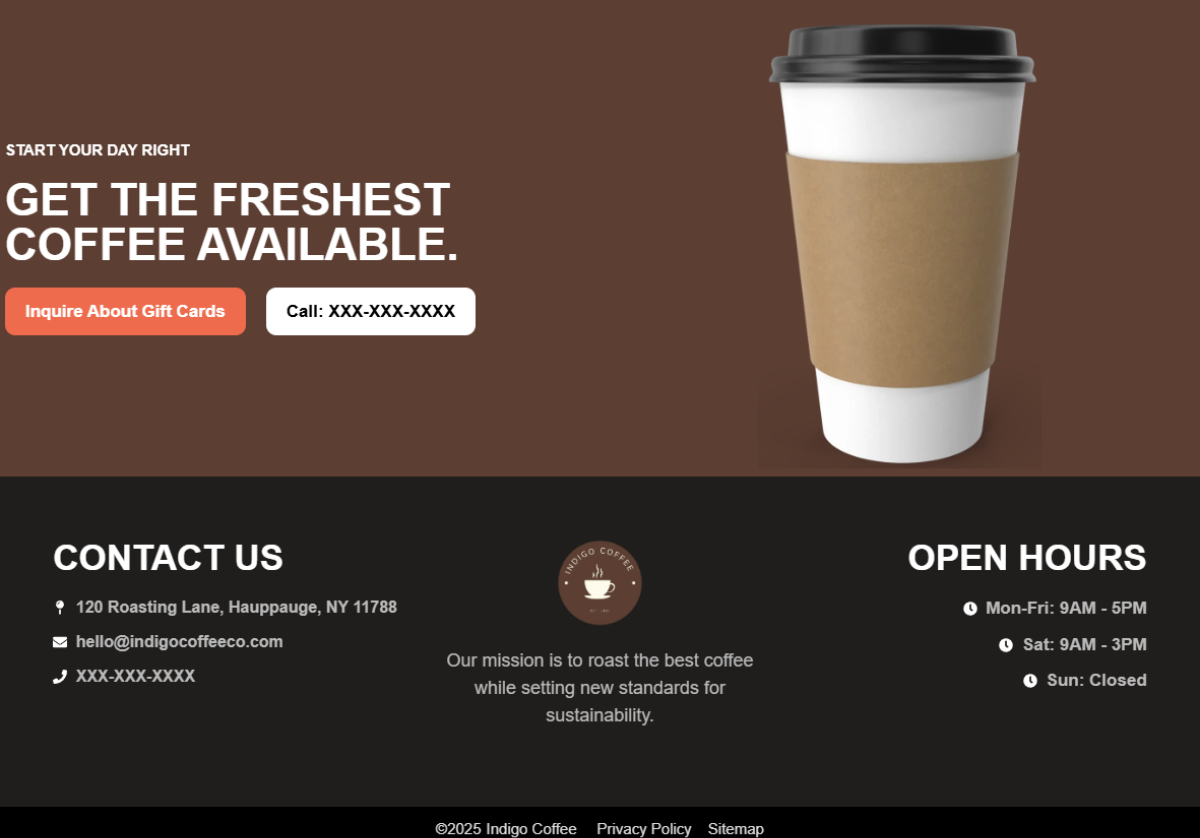 START YOUR DAY RIGHT
GET THE FRESHEST
COFFEE AVAILABLE.
Inquire About Gift Cards
Call: XXX-XXX-XXXX
CONTACT US
120 Roasting Lane, Hauppauge, NY 11788
hello@indigocoffeeco.com
XXX-XXX-XXXX
INDIGO COFFEE
Our mission is to roast the best coffee
while setting new standards for
sustainability.
OPEN HOURS
Mon-Fri: 9AM - 5PM
Sat: 9AM - 3PM
Sun: Closed
©2025 Indigo Coffee Privacy Policy Sitemap